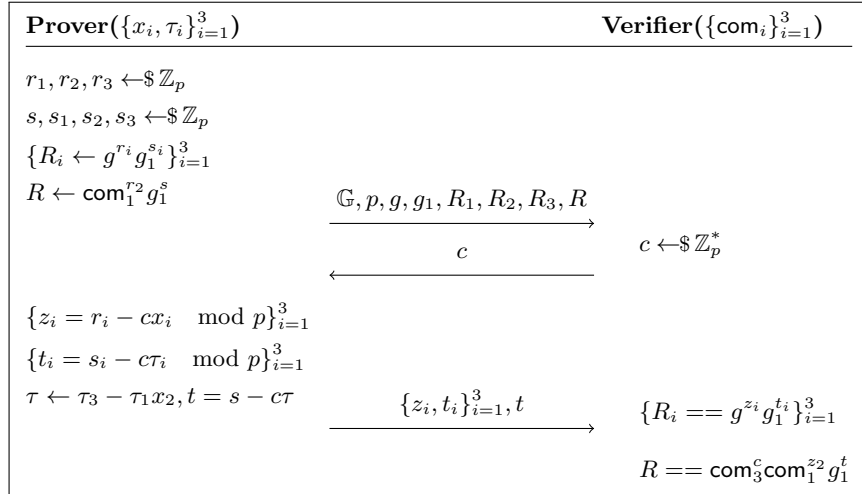 Prover({x_i, τ_i}_{i=1}^3) Verifier({com_i}_{i=1}^3)
r_1, r_2, r_3 ←$ ℤ_p
s, s_1, s_2, s_3 ←$ ℤ_p
{R_i ← g^{r_i} g_1^{s_i}}_{i=1}^3
R ← com_1^{r_2} g_1^s
𝔾, p, g, g_1, R_1, R_2, R_3, R
c
c ←$ ℤ_p^*
{z_i = r_i − cx_i mod p}_{i=1}^3
{t_i = s_i − cτ_i mod p}_{i=1}^3
τ ← τ_3 − τ_1x_2, t = s − cτ
{z_i, t_i}_{i=1}^3, t
{R_i == g^{z_i} g_1^{t_i}}_{i=1}^3
R == com_3^c com_1^{z_2} g_1^t